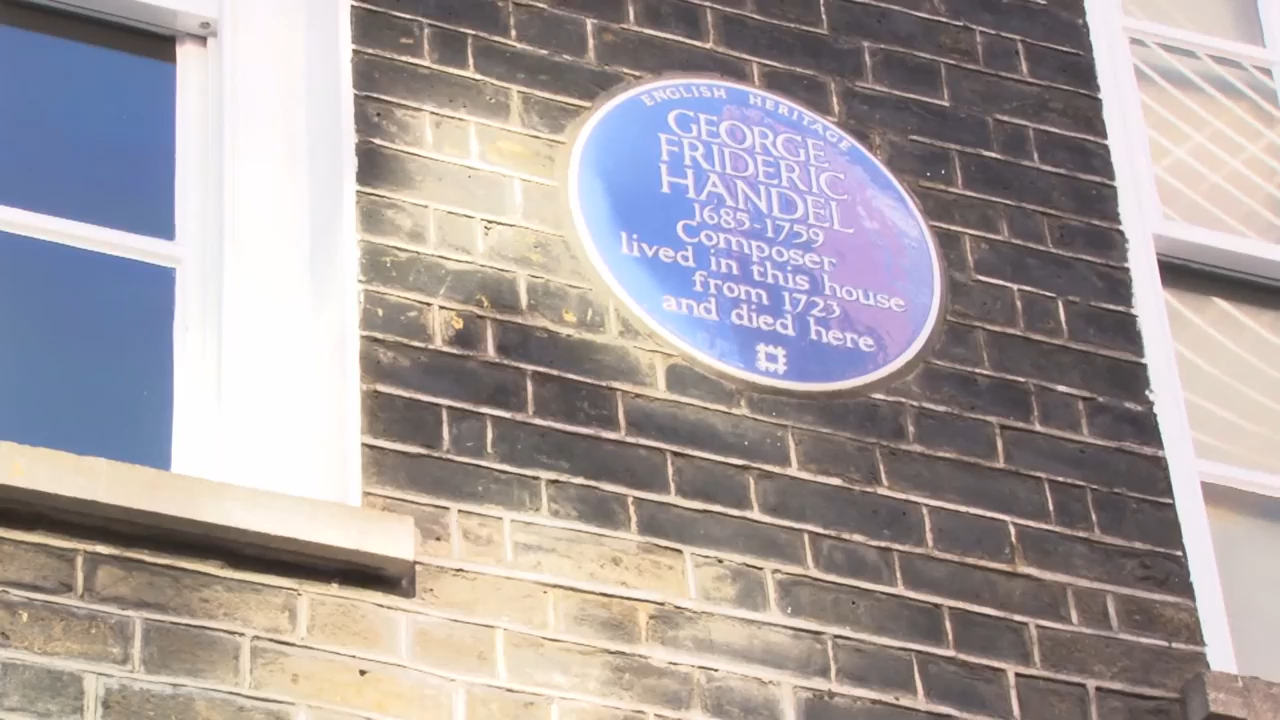 ENGLISH HERITAGE
GEORGE
FRIDERIC
HANDEL
1685-1759
Composer
lived in this house
from 1723
and died here